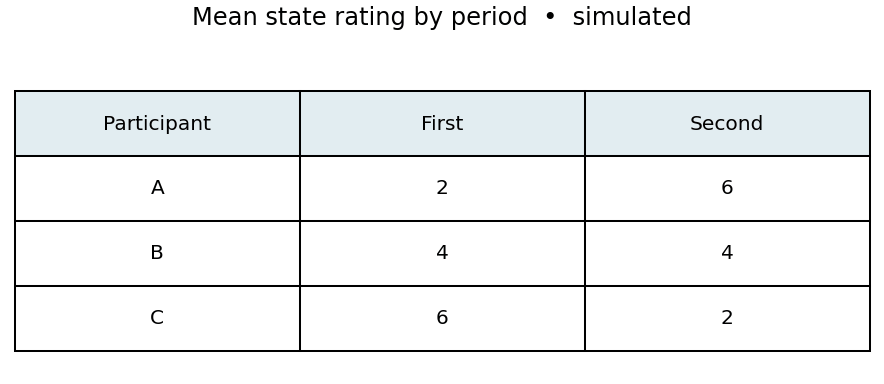 Mean state rating by period • simulated
Participant First Second
A 2 6
B 4 4
C 6 2